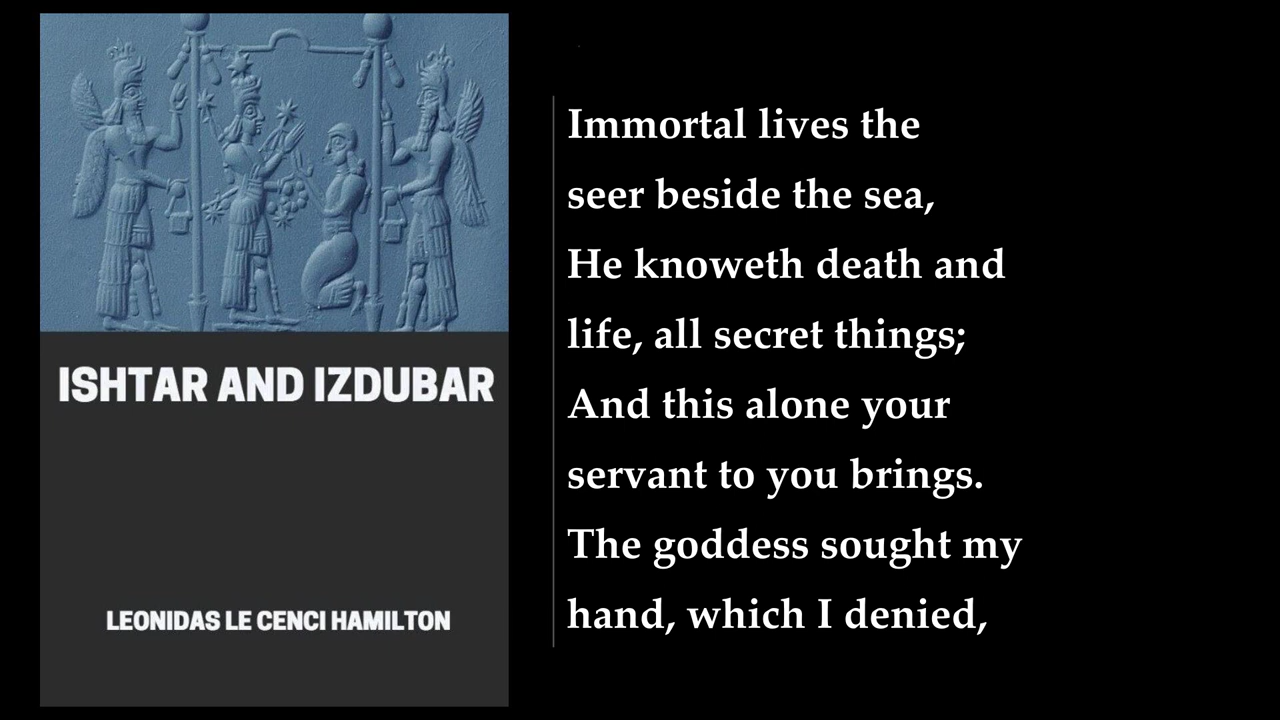 ISHTAR AND IZDUBAR
LEONIDAS LE CENCI HAMILTON
Immortal lives the
seer beside the sea,
He knoweth death and
life, all secret things;
And this alone your
servant to you brings.
The goddess sought my
hand, which I denied,